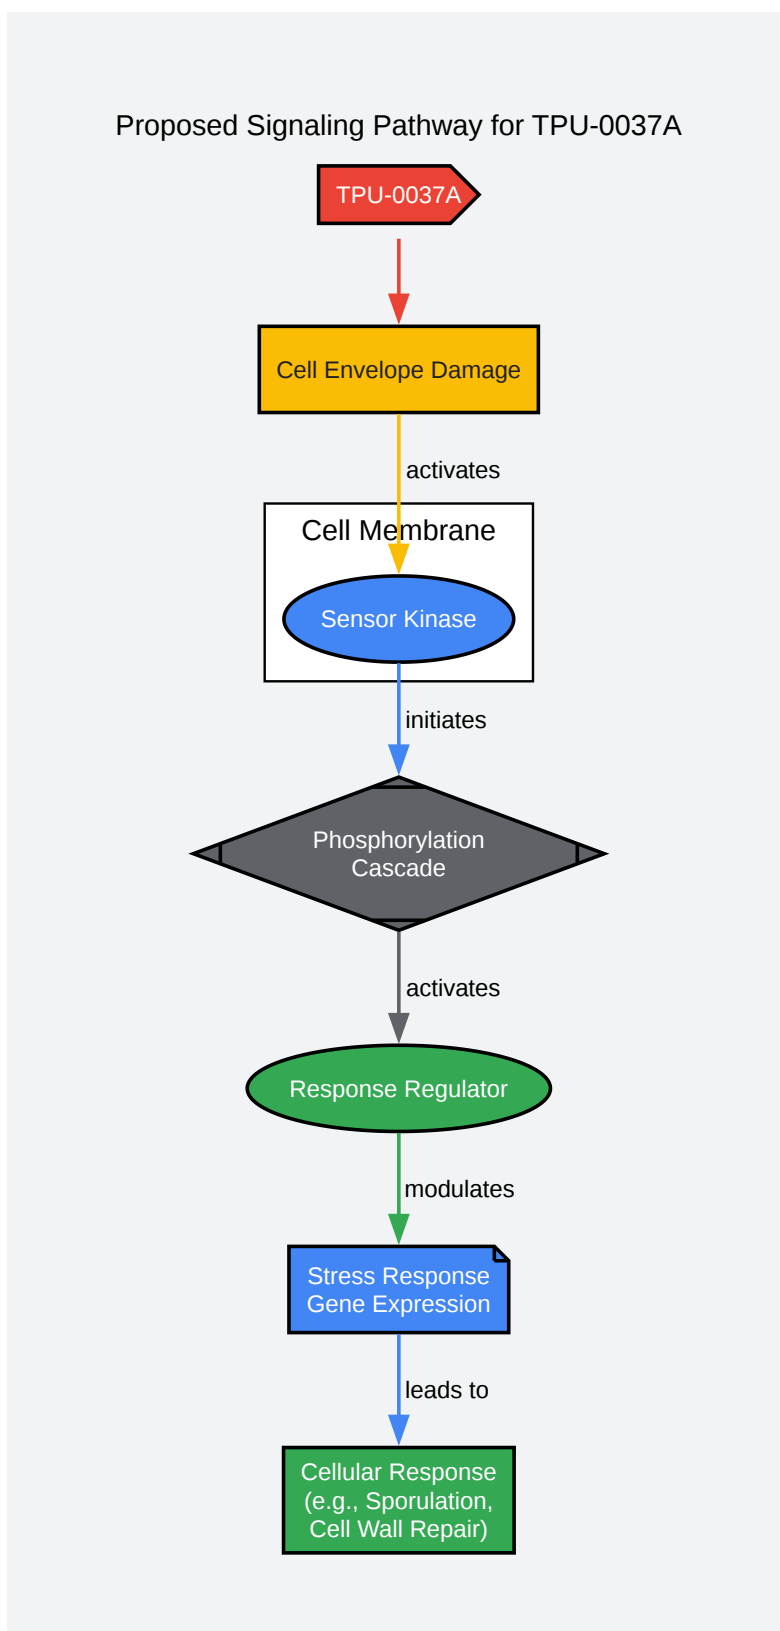 Proposed Signaling Pathway for TPU-0037A
TPU-0037A
Cell Envelope Damage
activates
Cell Membrane
Sensor Kinase
initiates
Phosphorylation
Cascade
activates
Response Regulator
modulates
Stress Response
Gene Expression
leads to
Cellular Response
(e.g., Sporulation,
Cell Wall Repair)